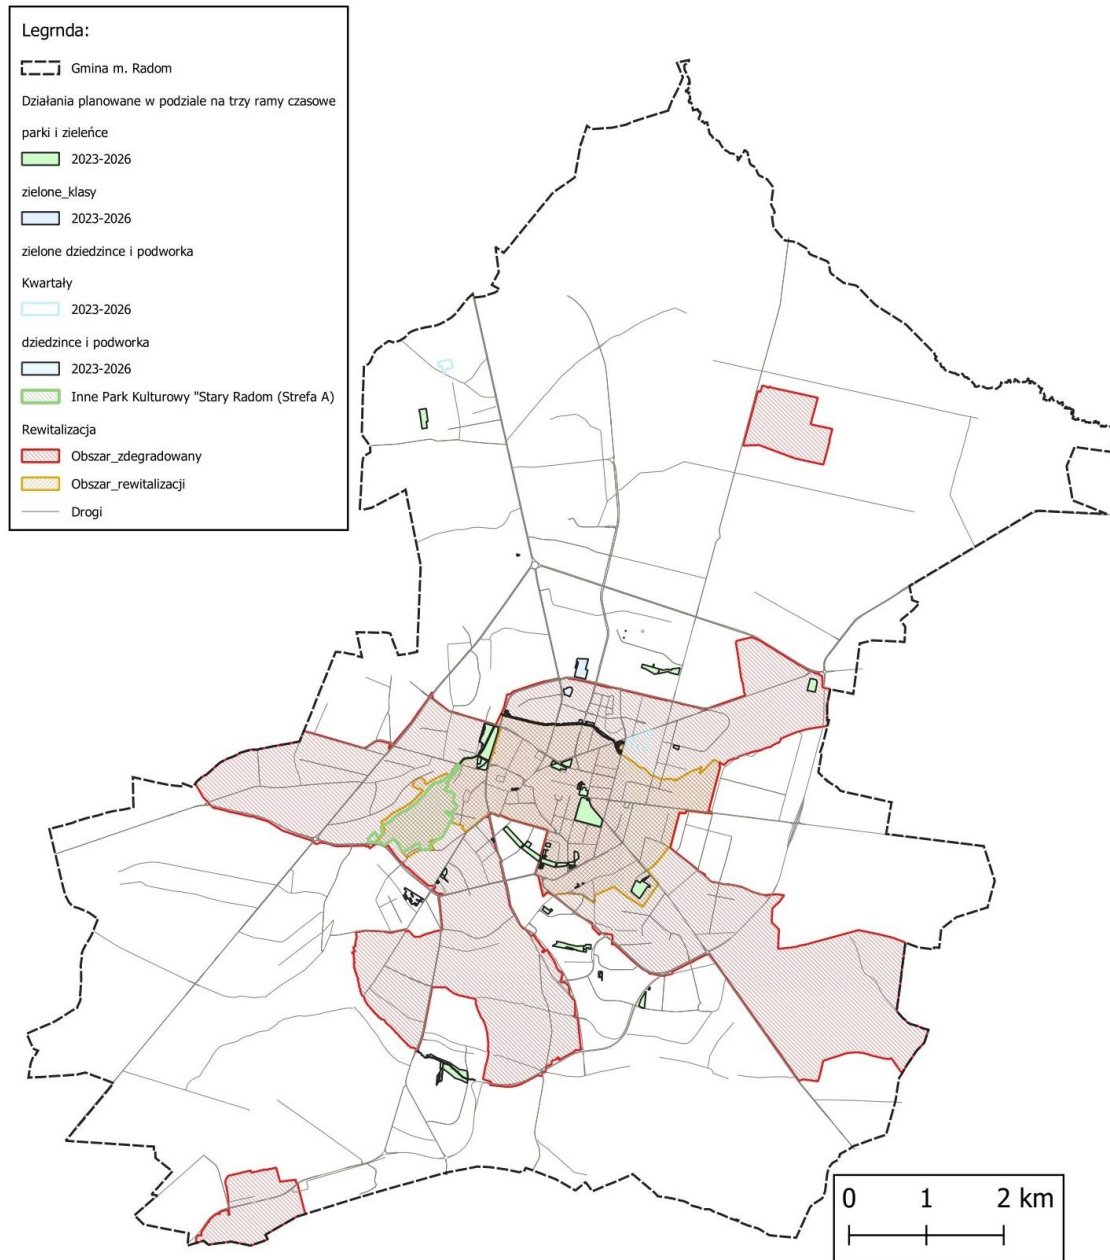 Legrnda:
Gmina m. Radom
Działania planowane w podziale na trzy ramy czasowe
parki i zieleńce
2023-2026
zielone_klasy
2023-2026
zielone dziedzince i podworka
Kwartały
2023-2026
dziedzince i podworka
2023-2026
Inne Park Kulturowy "Stary Radom (Strefa A)
Rewitalizacja
Obszar_zdegradowany
Obszar_rewitalizacji
Drogi
0 1 2 km